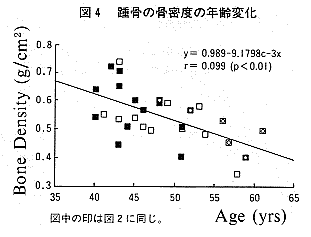 図4 踵骨の骨密度の年齢変化
y = 0.989-9.1798c-3x
r = 0.099 (p<0.01)
Bone Density (g/cm²)
0.8
0.7
0.6
0.5
0.4
0.3
35 40 45 50 55 60 65
図中の印は図2に同じ。
Age (yrs)